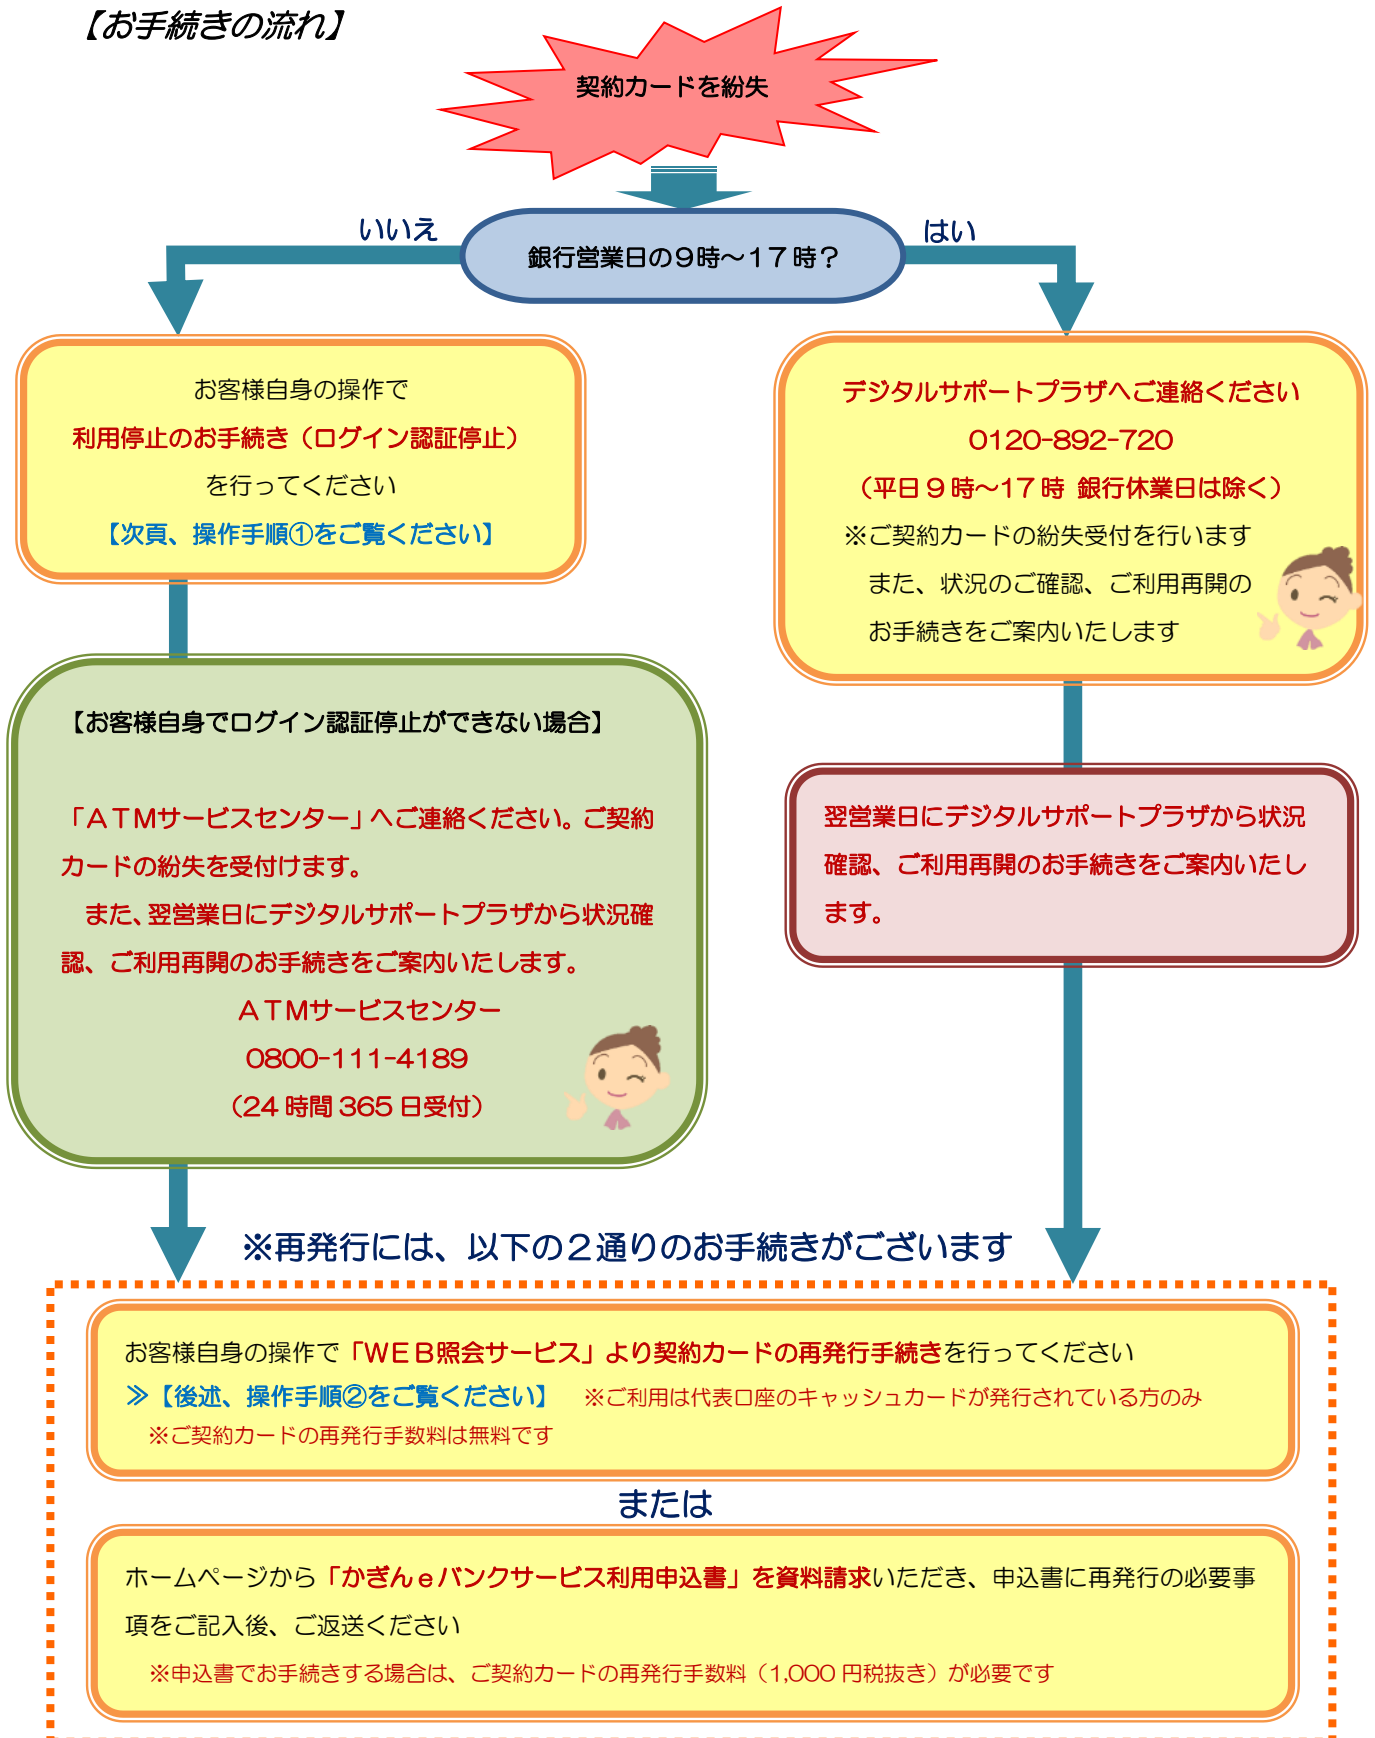 【お手続きの流れ】
契約カードを紛失
いいえ
銀行営業日の９時～１７時？
はい
お客様自身の操作で
利用停止のお手続き（ログイン認証停止）
を行ってください
【次頁、操作手順①をご覧ください】
デジタルサポートプラザへご連絡ください
0120-892-720
（平日９時～17時 銀行休業日は除く）
※ご契約カードの紛失受付を行います
また、状況のご確認、ご利用再開の
お手続きをご案内いたします
【お客様自身でログイン認証停止ができない場合】
「ＡＴＭサービスセンター」へご連絡ください。ご契約
カードの紛失を受付けます。
また、翌営業日にデジタルサポートプラザから状況確
認、ご利用再開のお手続きをご案内いたします。
ＡＴＭサービスセンター
0800-111-4189
（24時間365日受付）
翌営業日にデジタルサポートプラザから状況
確認、ご利用再開のお手続きをご案内いたし
ます。
※再発行には、以下の２通りのお手続きがございます
お客様自身の操作で「ＷＥＢ照会サービス」より契約カードの再発行手続きを行ってください
≫【後述、操作手順②をご覧ください】 ※ご利用は代表口座のキャッシュカードが発行されている方のみ
※ご契約カードの再発行手数料は無料です
または
ホームページから「かぎんｅバンクサービス利用申込書」を資料請求いただき、申込書に再発行の必要事
項をご記入後、ご返送ください
※申込書でお手続きする場合は、ご契約カードの再発行手数料（1,000円税抜き）が必要です